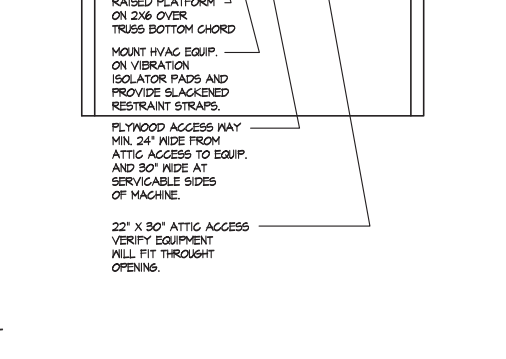 RAISED PLATFORM
ON 2X6 OVER
TRUSS BOTTOM CHORD
MOUNT HVAC EQUIP.
ON VIBRATION
ISOLATOR PADS AND
PROVIDE SLACKENED
RESTRAINT STRAPS.
PLYWOOD ACCESS WAY
MIN. 24" WIDE FROM
ATTIC ACCESS TO EQUIP.
AND 30" WIDE AT
SERVICABLE SIDES
OF MACHINE.
22" X 30" ATTIC ACCESS
VERIFY EQUIPMENT
WILL FIT THROUGHT
OPENING.